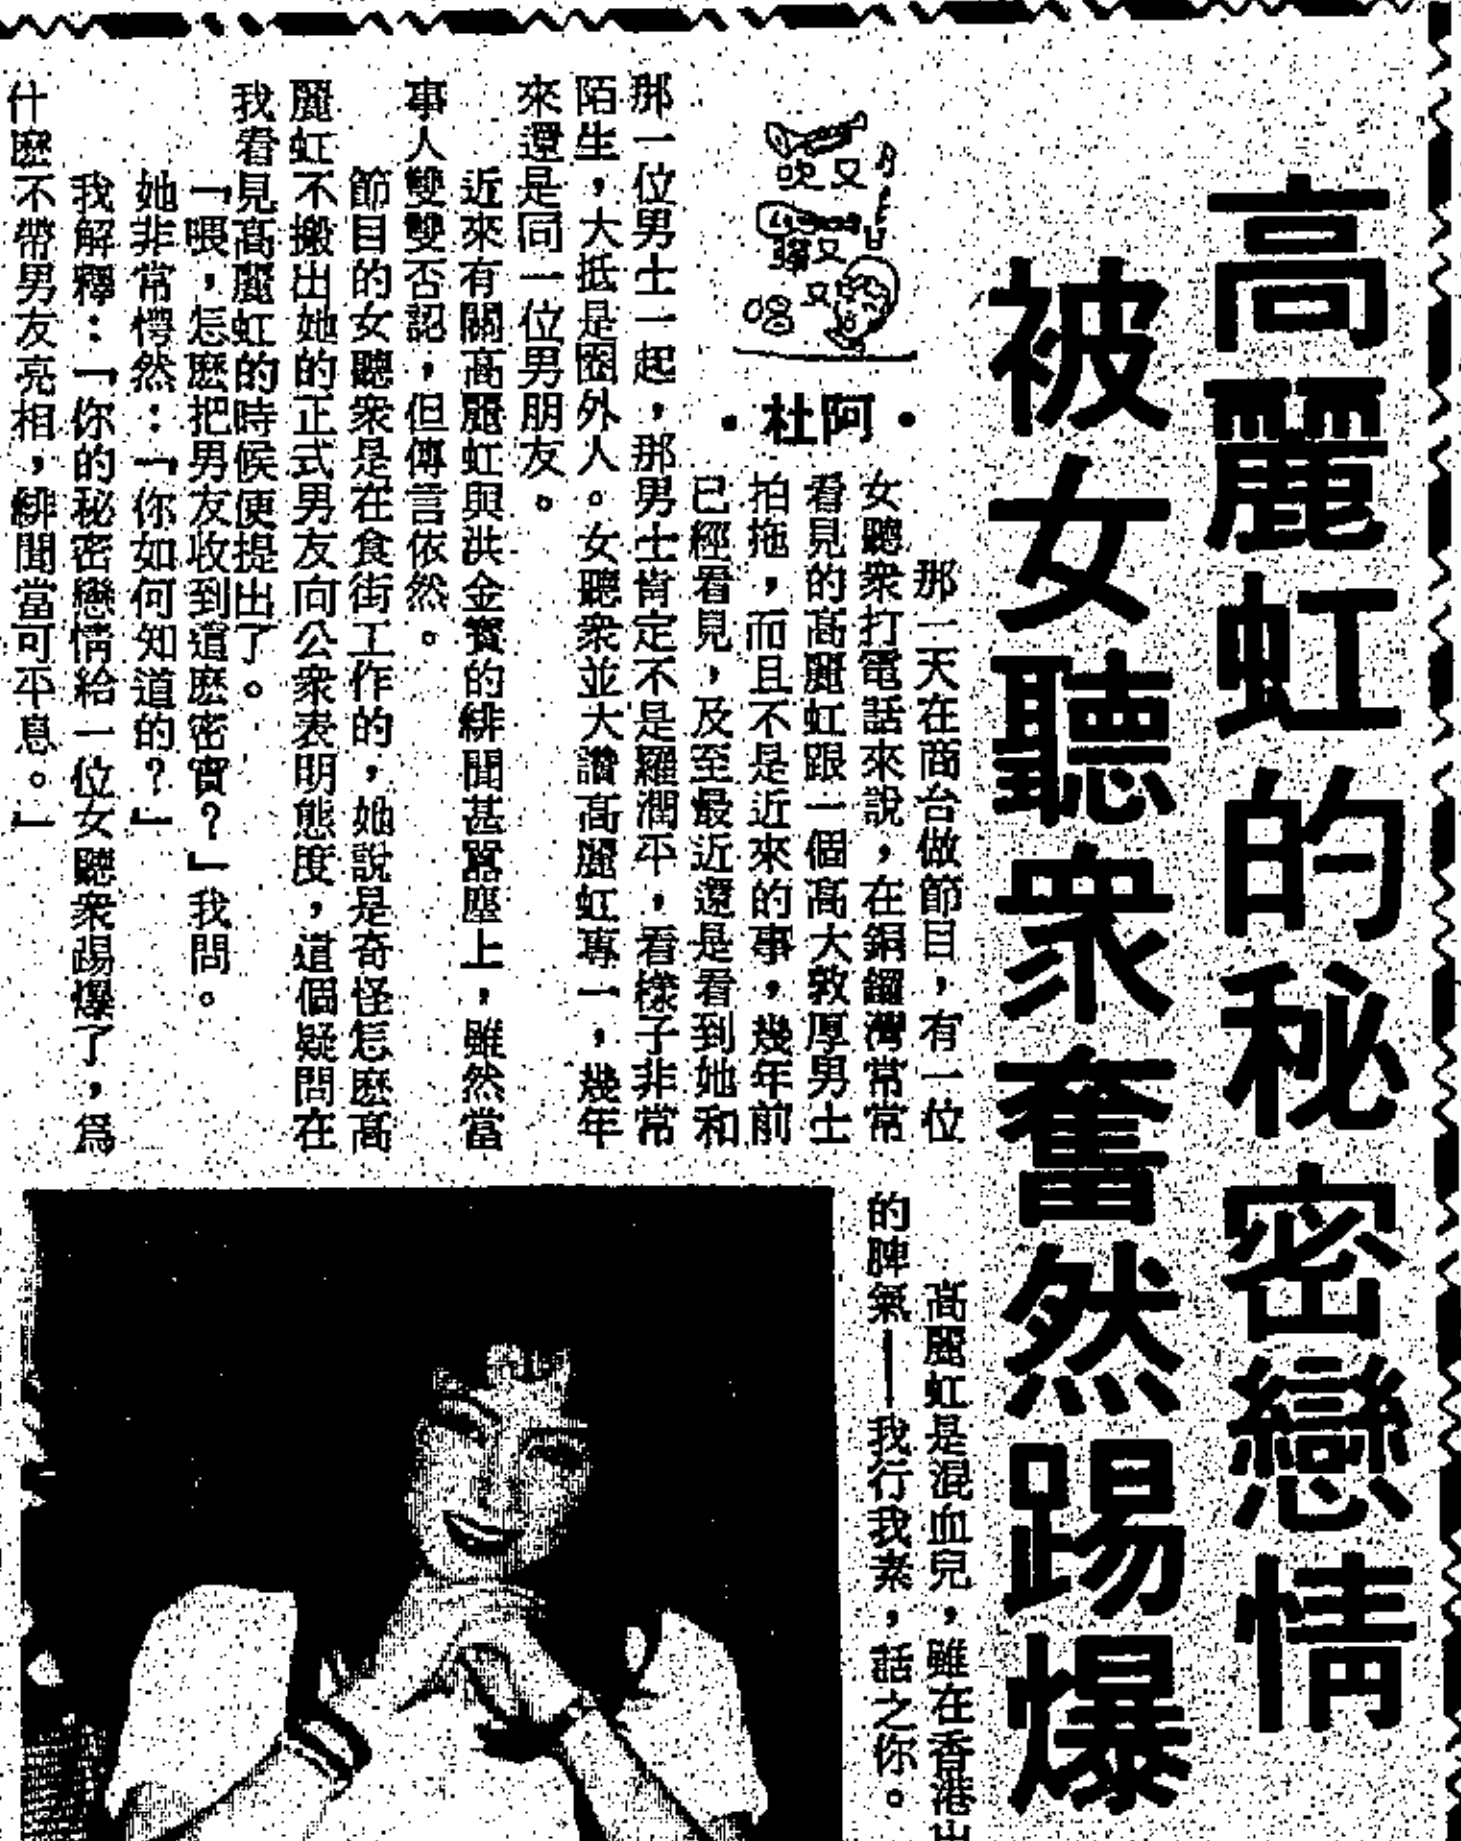 高麗虹的秘密戀情
被女聽衆奮然踢爆
吹又
彈又
又唱
•杜阿•
那一天在商台做節目，有一位
女聽衆打電話來說，在銅鑼灣常常
看見的高麗虹跟一個高大敦厚男士
拍拖，而且不是近來的事，幾年前
已經看見，及至最近還是看到她和
那一位男士一起，那男士肯定不是羅潤平，看樣子非常
陌生，大抵是圈外人。女聽衆並大讚高麗虹專一，幾年
來還是同一位男朋友。
近來有關高麗虹與洪金寶的緋聞甚囂塵上，雖然當
事人雙雙否認，但傳言依然。
節目的女聽衆是在食街工作的，她說是奇怪怎麽高
麗虹不搬出她的正式男友向公衆表明態度，這個疑問在
我看見高麗虹的時候便提出了。
「喂，怎麽把男友收到這麽密實？」我問。
她非常愕然：「你如何知道的？」
我解釋：「你的秘密戀情給一位女聽衆踢爆了，爲
什麽不帶男友亮相，緋聞當可平息。」
高麗虹是混血兒，雖在香港出
的脾氣——我行我素，話之你。